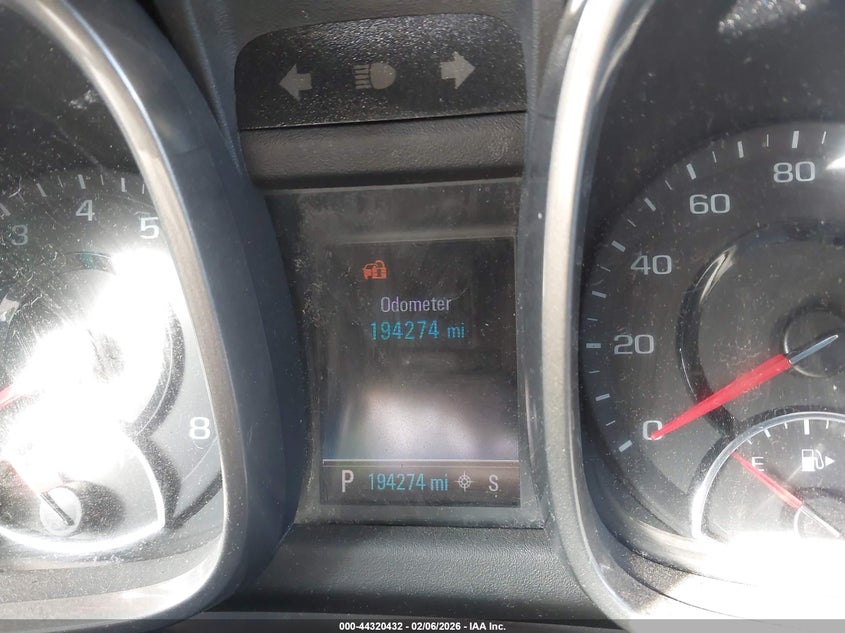 3 4 5
8
Odometer
194274 mi
P 194274 mi S
0 20 40 60 80
E
000-44320432 - 02/06/2026 - IAA Inc.